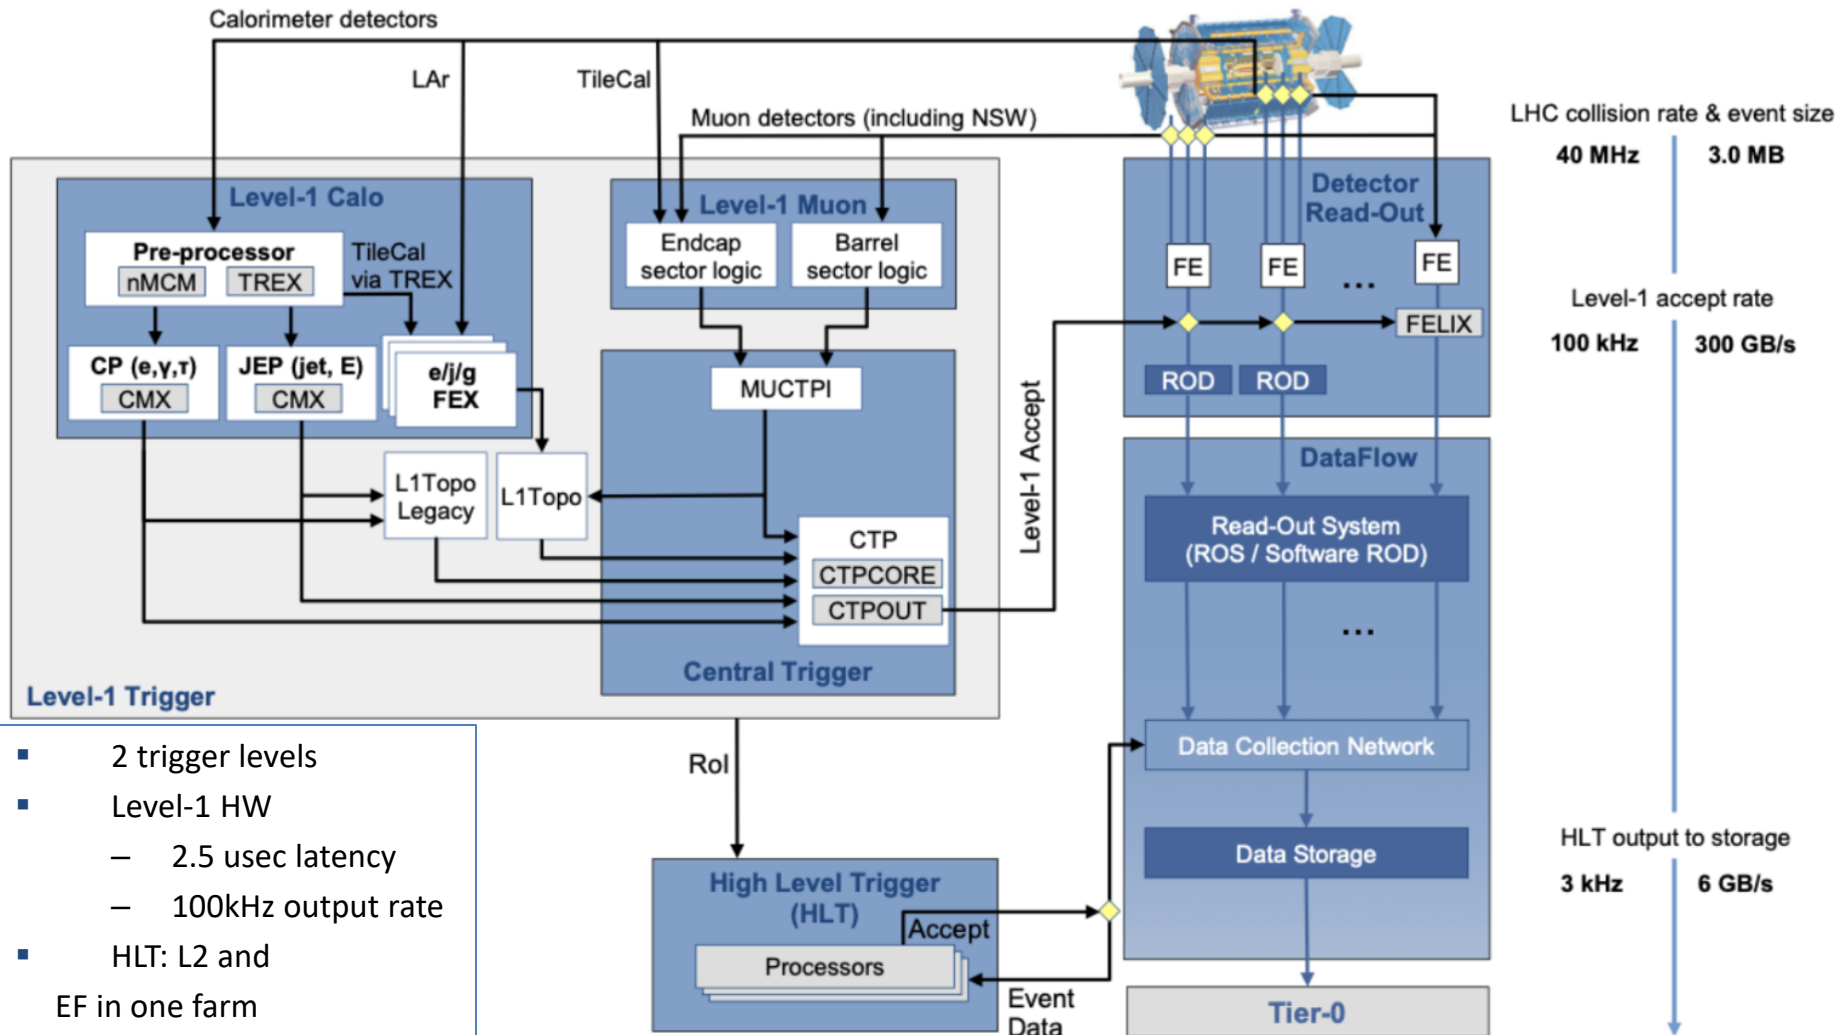 Calorimeter detectors
LAr
TileCal
Muon detectors (including NSW)
LHC collision rate & event size
40 MHz
3.0 MB
Level-1 Calo
Pre-processor
nMCM
TREX
TileCal
via TREX
CP (e,γ,τ)
CMX
JEP (jet, E)
CMX
e/j/g
FEX
Level-1 Muon
Endcap
sector logic
Barrel
sector logic
MUCTPI
L1Topo
Legacy
L1Topo
CTP
CTPCORE
CTPOUT
Central Trigger
Level-1 Trigger
Level-1 Accept
Detector
Read-Out
FE
FE
...
FE
FELIX
ROD
ROD
Level-1 accept rate
100 kHz
300 GB/s
DataFlow
Read-Out System
(ROS / Software ROD)
...
Data Collection Network
Data Storage
Tier-0
HLT output to storage
3 kHz
6 GB/s
RoI
High Level Trigger
(HLT)
Accept
Processors
Event
Data
▪ 2 trigger levels
▪ Level-1 HW
– 2.5 usec latency
– 100kHz output rate
▪ HLT: L2 and
EF in one farm